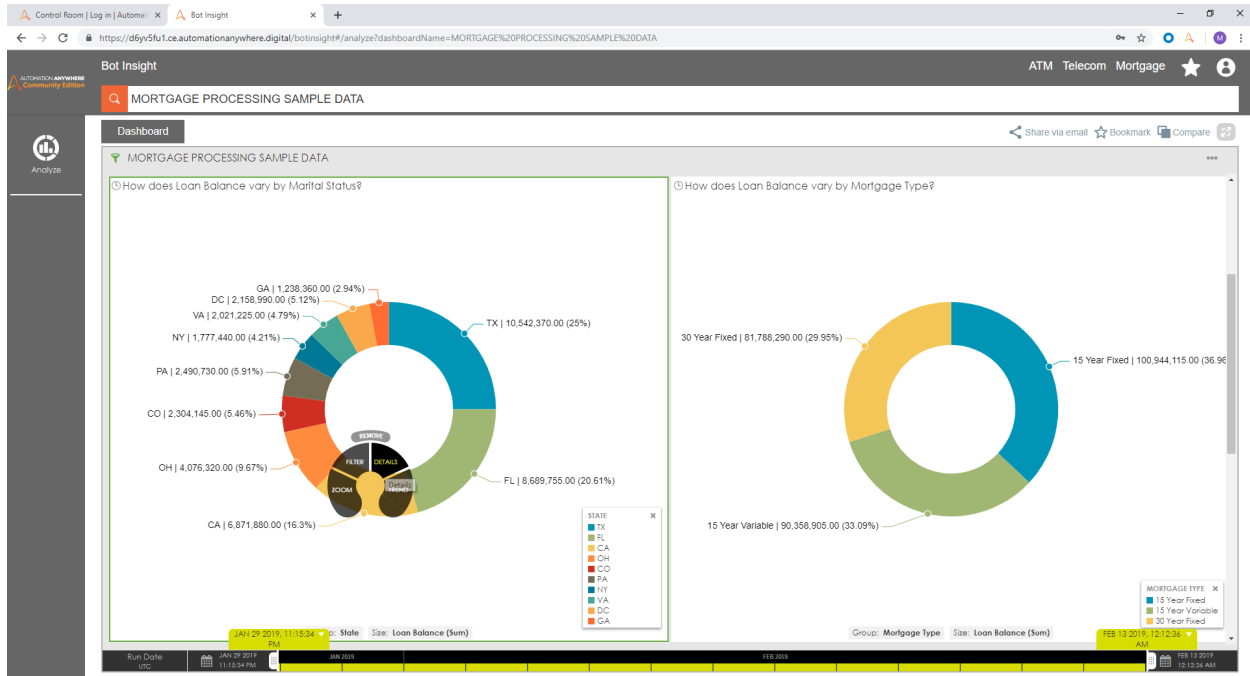 Control Room | Log in | Automat
Bot Insight
https://d6yv5fu1.ce.automationanywhere.digital/botinsight#/analyze?dashboardName=MORTGAGE%20PROCESSING%20SAMPLE%20DATA
M
AUTOMATION ANYWHERE
Community Edition
Bot Insight
ATM Telecom Mortgage
MORTGAGE PROCESSING SAMPLE DATA
Analyze
Dashboard
Share via email Bookmark Compare
MORTGAGE PROCESSING SAMPLE DATA
How does Loan Balance vary by Marital Status?
GA | 1,238,360.00 (2.94%)
DC | 2,158,990.00 (5.12%)
VA | 2,021,225.00 (4.79%)
TX | 10,542,370.00 (25%)
NY | 1,777,440.00 (4.21%)
PA | 2,490,730.00 (5.91%)
CO | 2,304,145.00 (5.46%)
OH | 4,076,320.00 (9.67%)
FL | 8,689,755.00 (20.61%)
CA | 6,871,880.00 (16.3%)
REMOVE
FILTER DETAILS
ZOOM Details
STATE
TX
FL
CA
OH
CO
PA
NY
VA
DC
GA
State Size: Loan Balance (Sum)
How does Loan Balance vary by Mortgage Type?
30 Year Fixed | 81,788,290.00 (29.95%)
15 Year Fixed | 100,944,115.00 (36.96
15 Year Variable | 90,358,905.00 (33.09%)
MORTGAGE TYPE
15 Year Fixed
15 Year Variable
30 Year Fixed
Group: Mortgage Type Size: Loan Balance (Sum)
JAN 29 2019, 11:15:34
PM
FEB 13 2019, 12:12:36
AM
Run Date
UTC
JAN 29 2019
11:15:34 PM
JAN 2019
FEB 2019
FEB 13 2019
12:12:36 AM